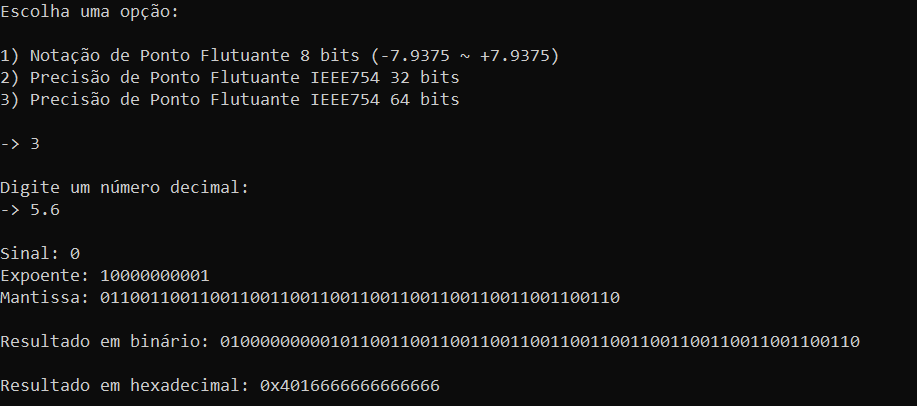 Escolha uma opção:
1) Notação de Ponto Flutuante 8 bits (-7.9375 ~ +7.9375)
2) Precisão de Ponto Flutuante IEEE754 32 bits
3) Precisão de Ponto Flutuante IEEE754 64 bits
-> 3
Digite um número decimal:
-> 5.6
Sinal: 0
Expoente: 10000000001
Mantissa: 0110011001100110011001100110011001100110011001100110
Resultado em binário: 0100000000010110011001100110011001100110011001100110011001100110
Resultado em hexadecimal: 0x4016666666666666